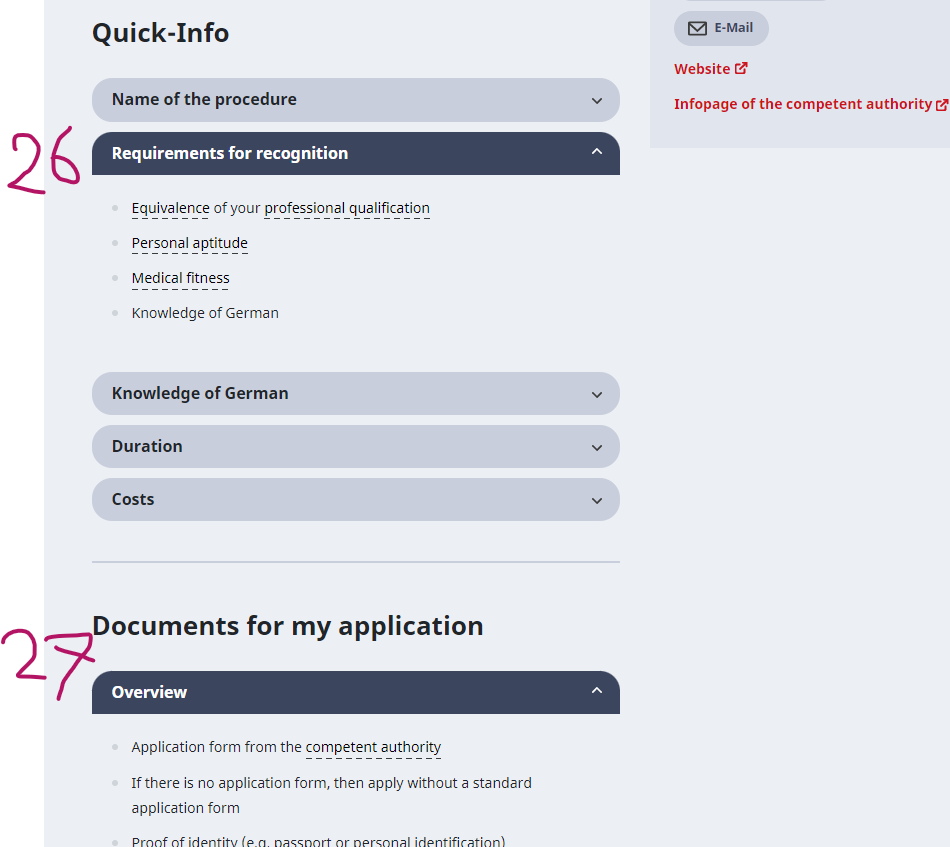 Quick-Info
E-Mail
Website
Infopage of the competent authority
Name of the procedure
26
Requirements for recognition
Equivalence of your professional qualification
Personal aptitude
Medical fitness
Knowledge of German
Knowledge of German
Duration
Costs
Documents for my application
27
Overview
Application form from the competent authority
If there is no application form, then apply without a standard
application form
Proof of identity (e.g. passport or personal identification)